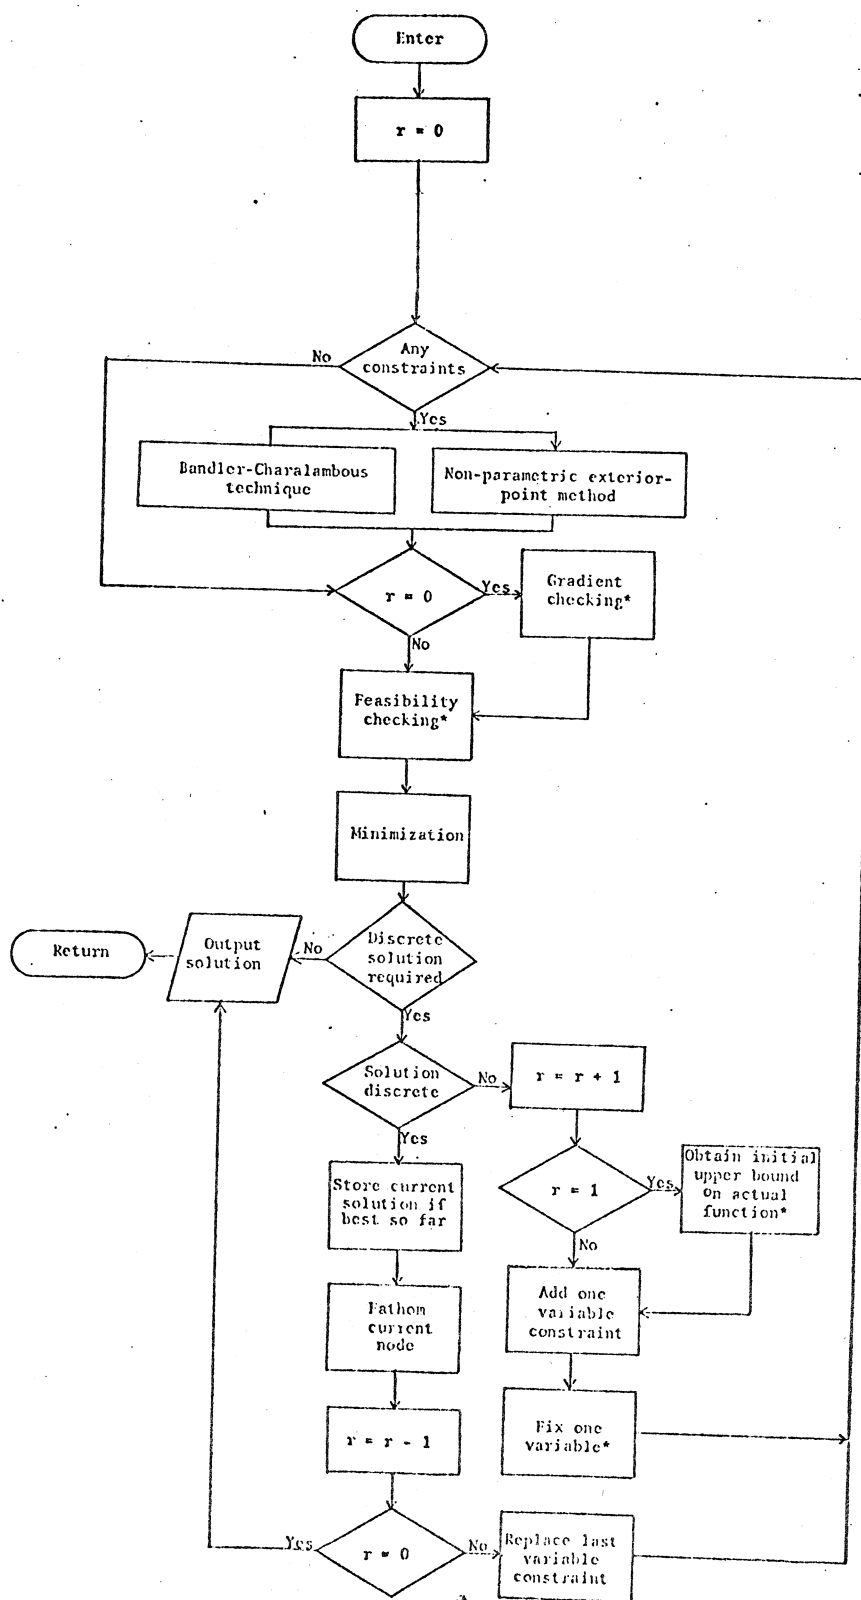 Enter
r = 0
Any
constraints
No
Yes
Bandler-Charalambous
technique
Non-parametric exterior-
point method
r = 0
Yes
Gradient
checking*
No
Feasibility
checking*
Minimization
Discrete
solution
required
No
Output
solution
Return
Yes
Solution
discrete
No
r = r + 1
Yes
r = 1
Yes
Obtain initial
upper bound
on actual
function*
No
Store current
solution if
best so far
Add one
variable
constraint
Fathom
current
node
Fix one
variable*
r = r - 1
r = 0
Yes
No
Replace last
variable
constraint